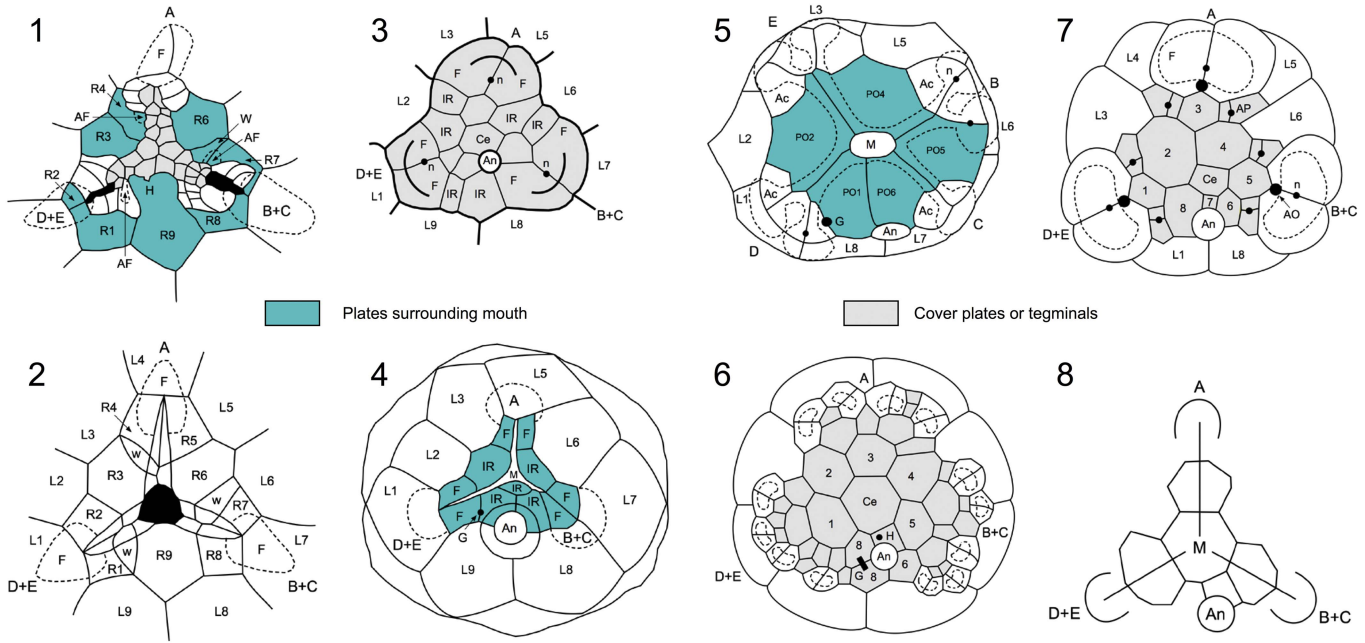 1
A
F
R4
AF
R6
W
AF
R3
R7
R2
H
D+E
B+C
R1
R8
R9
AF
3
L3
A
L5
F
n
F
L2
IR
L6
IR
Ce
IR
IR
F
F
An
n
D+E
F
F
L7
L1
IR
IR
F
B+C
L9
L8
5
E
L3
L5
Ac
Ac
n
B
PO4
L2
PO2
M
PO5
L6
PO1
PO6
Ac
Ac
L1
G
An
C
D
L8
L7
7
A
L4
F
L5
3
AP
L3
L6
2
4
Ce
5
n
1
7
6
8
AO
B+C
D+E
An
L1
L8
Plates surrounding mouth
Cover plates or tegminals
2
A
L4
F
R4
L5
L3
R5
w
R3
R6
L2
L6
w
R7
R2
L1
w
F
R9
R8
F
L7
R1
D+E
B+C
L9
L8
4
L5
A
L3
F
F
L6
L2
IR
IR
M
L1
F
IR
F
L7
F
IR
IR
F
An
D+E
G
B+C
L9
L8
6
A
3
2
4
Ce
1
5
H
B+C
8
An
D+E
G
8
6
8
A
M
D+E
An
B+C